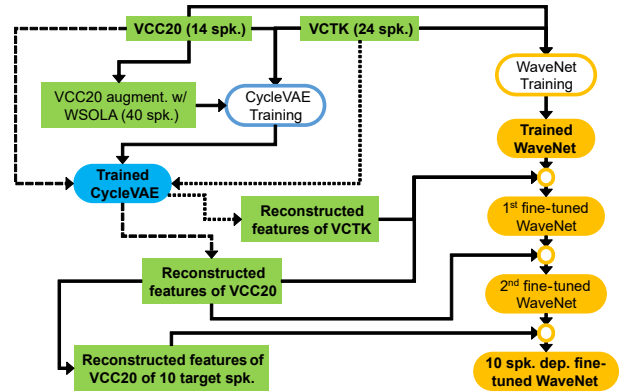 VCC20 (14 spk.)
VCTK (24 spk.)
WaveNet
Training
VCC20 augment. w/
WSOLA (40 spk.)
CycleVAE
Training
Trained
WaveNet
Trained
CycleVAE
Reconstructed
features of VCTK
1st fine-tuned
WaveNet
Reconstructed
features of VCC20
2nd fine-tuned
WaveNet
Reconstructed features of
VCC20 of 10 target spk.
10 spk. dep. fine-
tuned WaveNet